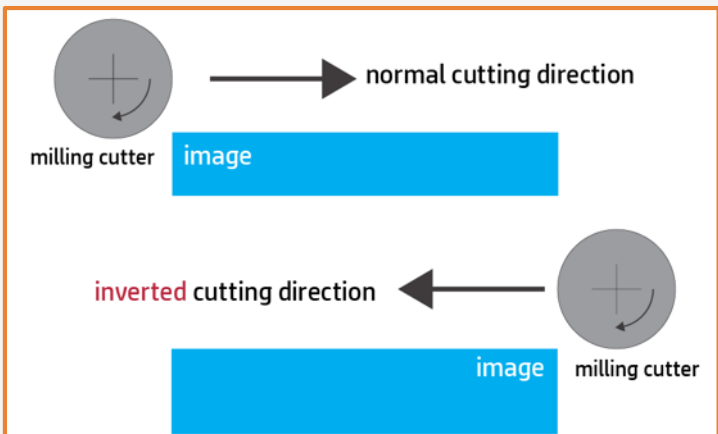 normal cutting direction
milling cutter
image
inverted cutting direction
image
milling cutter